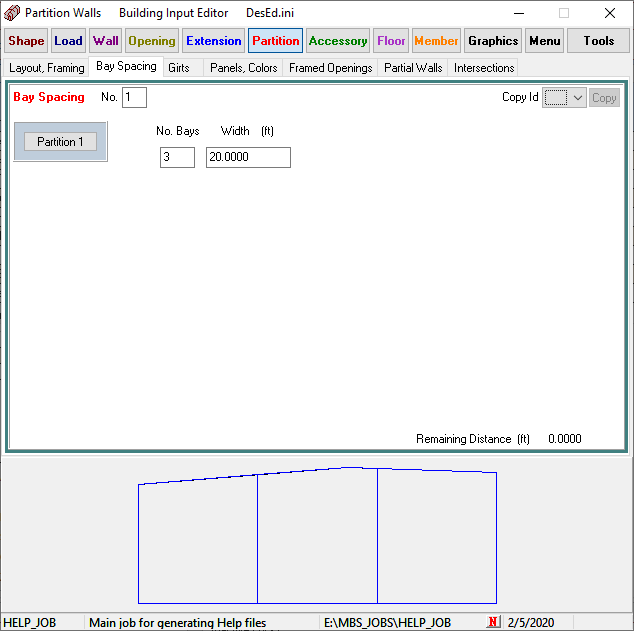 Partition Walls Building Input Editor DesEd.ini
Shape Load Wall Opening Extension Partition Accessory Floor Member Graphics Menu Tools
Layout, Framing Bay Spacing Girts Panels, Colors Framed Openings Partial Walls Intersections
Bay Spacing No. 1 Copy Id Copy
Partition 1
No. Bays Width (ft)
3 20.0000
Remaining Distance (ft) 0.0000
HELP_JOB Main job for generating Help files E:\MBS_JOBS\HELP_JOB N 2/5/2020